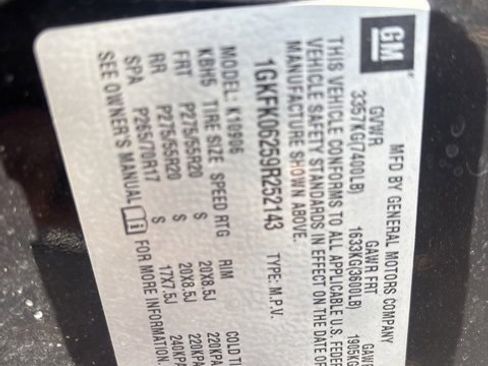 GM
MFD BY GENERAL MOTORS COMPANY
GVWR GAWR FRT GAWR
3357KG(7400LB) 1633KG(3600LB) 1905KG
THIS VEHICLE CONFORMS TO ALL APPLICABLE U.S. FEDER
VEHICLE SAFETY STANDARDS IN EFFECT ON THE DATE OF
MANUFACTURE SHOWN ABOVE.
1GKFK06259R252143 TYPE: M.P.V.
MODEL: K10906
KBH5 TIRE SIZE SPEED RTG RIM COLD TI
FRT P275/55R20 S 20X8.5J 220KPA
RR P275/55R20 S 20X8.5J 220KPA
SPA P265/70R17 17X7.5J 240KPA
SEE OWNER'S MANUAL FOR MORE INFORMATION